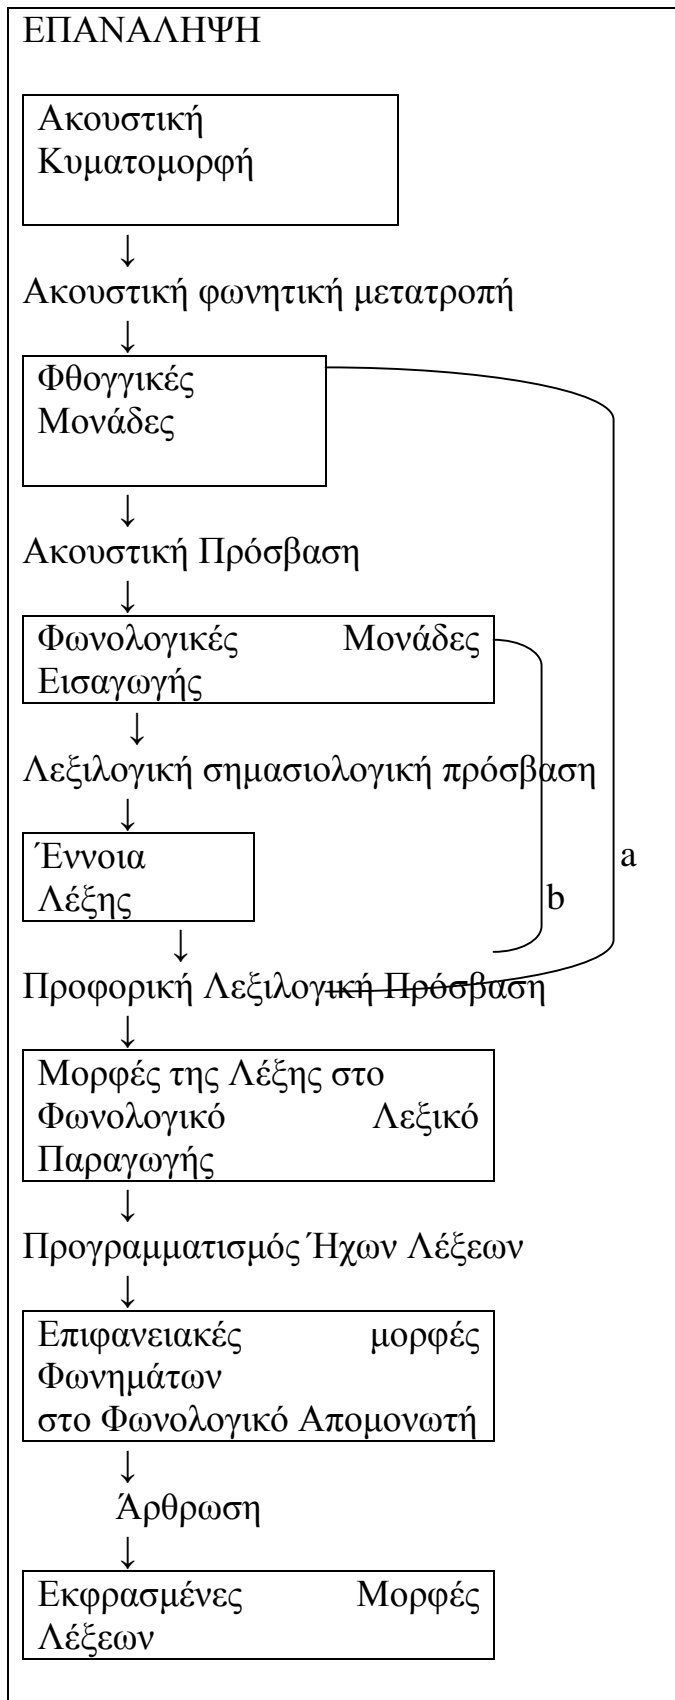 ΕΠΑΝΑΛΗΨΗ
Ακουστική
Κυματομορφή
↓
Ακουστική φωνητική μετατροπή
↓
Φθογγικές
Μονάδες
↓
Ακουστική Πρόσβαση
↓
Φωνολογικές Μονάδες
Εισαγωγής
↓
Λεξιλογική σημασιολογική πρόσβαση
↓
Έννοια
Λέξης
a
b
↓
Προφορική Λεξιλογική Πρόσβαση
↓
Μορφές της Λέξης στο
Φωνολογικό Λεξικό
Παραγωγής
↓
Προγραμματισμός Ήχων Λέξεων
↓
Επιφανειακές μορφές
Φωνημάτων
στο Φωνολογικό Απομονωτή
↓
Άρθρωση
↓
Εκφρασμένες Μορφές
Λέξεων